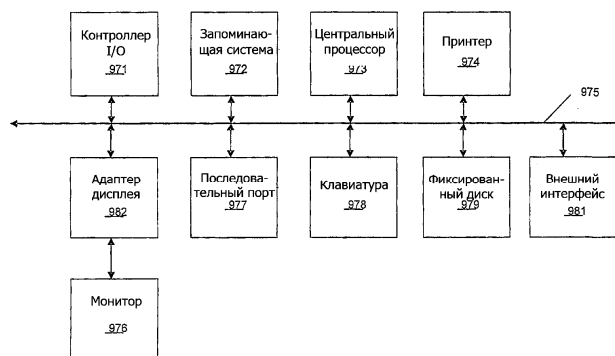 Контроллер
I/O
971
Запоминаю-
щая система
972
Центральный
процессор
973
Принтер
974
975
Адаптер
дисплея
982
Последова-
тельный порт
977
Клавиатура
978
Фиксирован-
ный диск
979
Внешний
интерфейс
981
Монитор
976